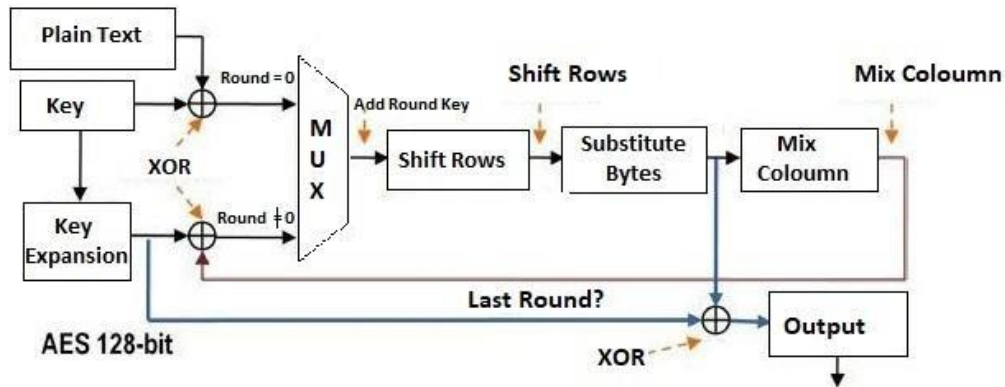 Plain Text
Key
XOR
Key
Expansion
AES 128-bit
Round = 0
Round ǂ 0
M
U
X
Add Round Key
Shift Rows
Shift Rows
Substitute
Bytes
Mix Coloumn
Mix
Coloumn
Last Round?
XOR
Output